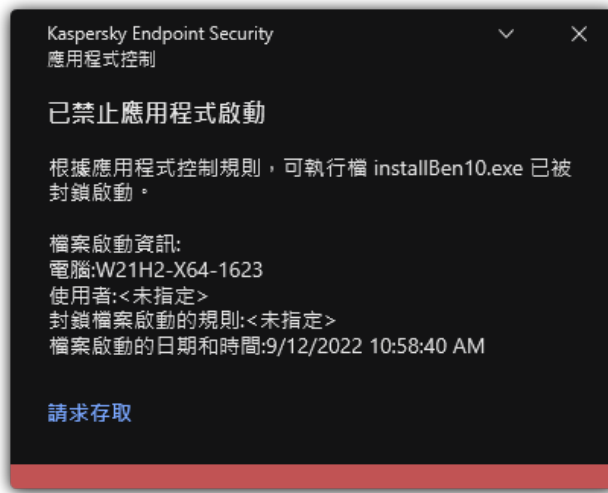 Kaspersky Endpoint Security
應用程式控制
已禁止應用程式啟動
根據應用程式控制規則，可執行檔 installBen10.exe 已被
封鎖啟動。
檔案啟動資訊:
電腦:W21H2-X64-1623
使用者:<未指定>
封鎖檔案啟動的規則:<未指定>
檔案啟動的日期和時間:9/12/2022 10:58:40 AM
請求存取